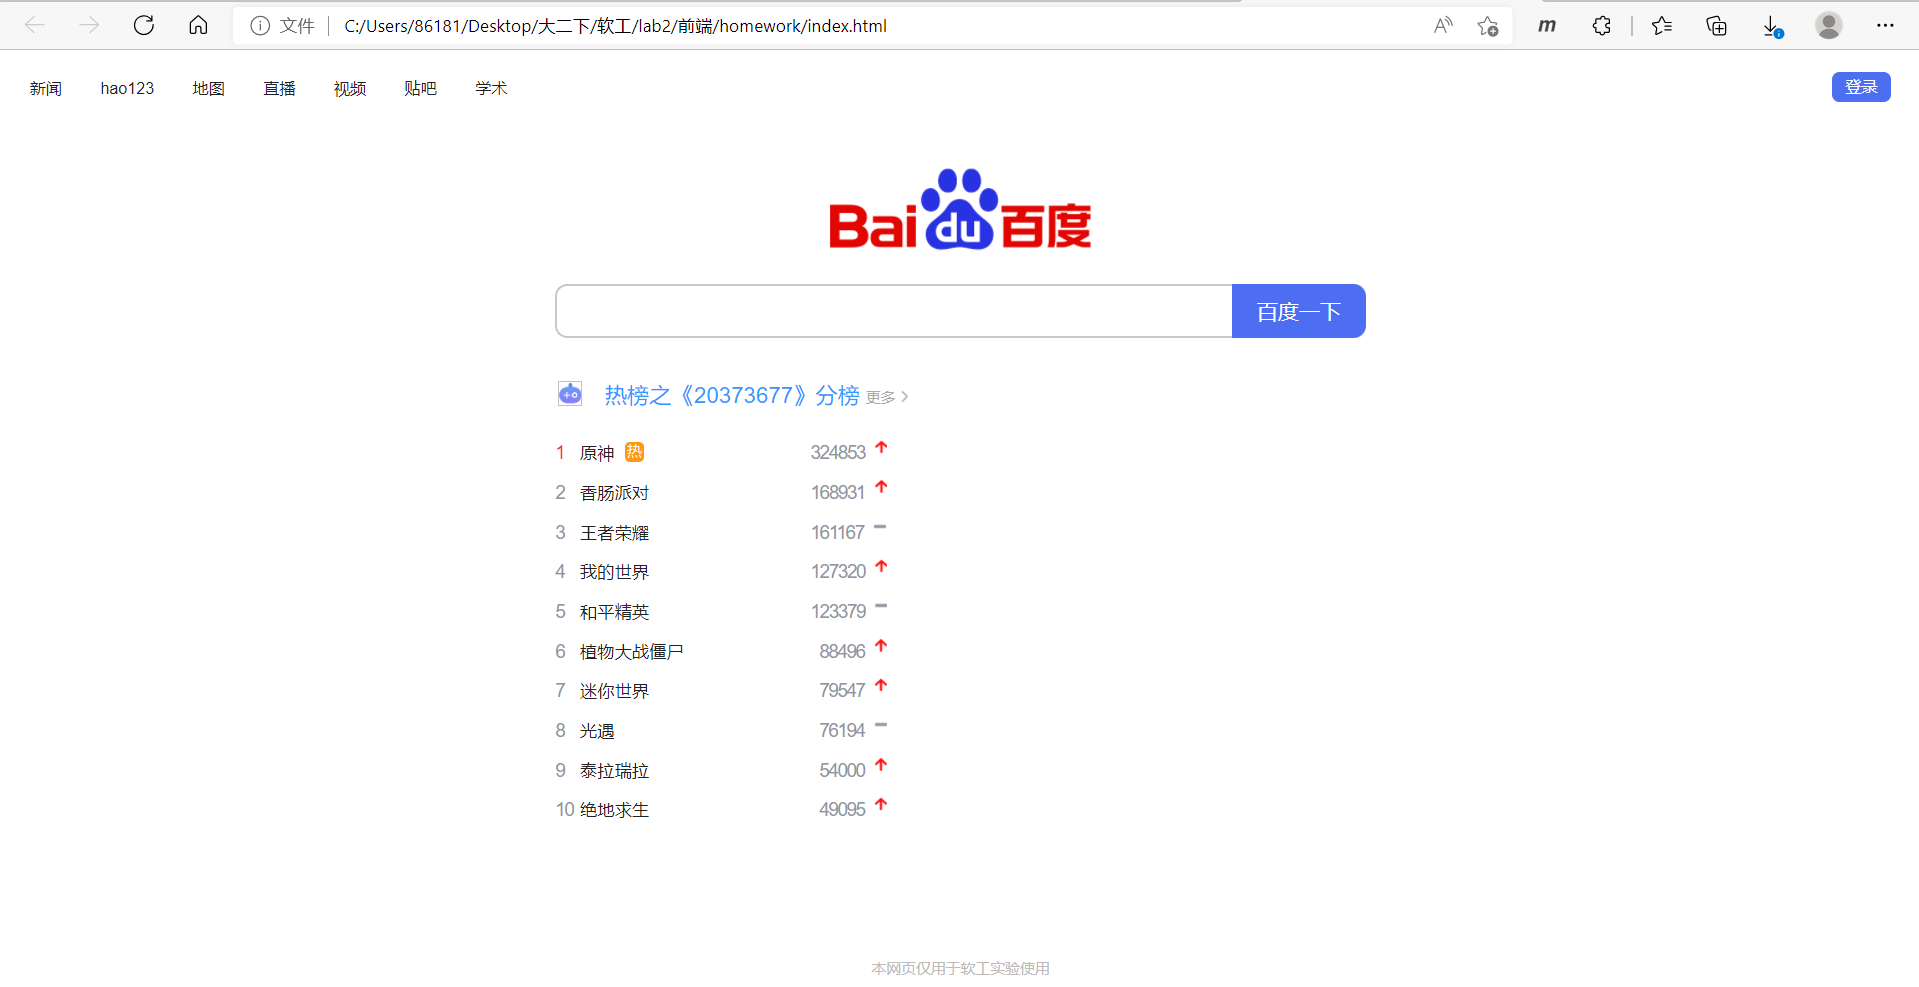 文件 C:/Users/86181/Desktop/大二下/软工/lab2/前端/homework/index.html
新闻 hao123 地图 直播 视频 贴吧 学术 登录
Bai du 百度
百度一下
热榜之《20373677》分榜 更多
1 原神 热 324853
2 香肠派对 168931
3 王者荣耀 161167
4 我的世界 127320
5 和平精英 123379
6 植物大战僵尸 88496
7 迷你世界 79547
8 光遇 76194
9 泰拉瑞拉 54000
10 绝地求生 49095
本网页仅用于软工实验使用